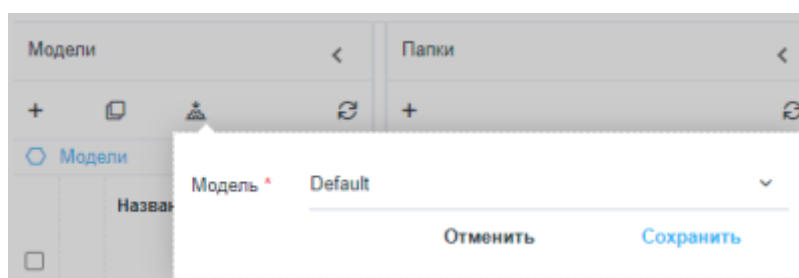 Модели
Папки
Модели
Модель *
Default
Назван
Отменить
Сохранить